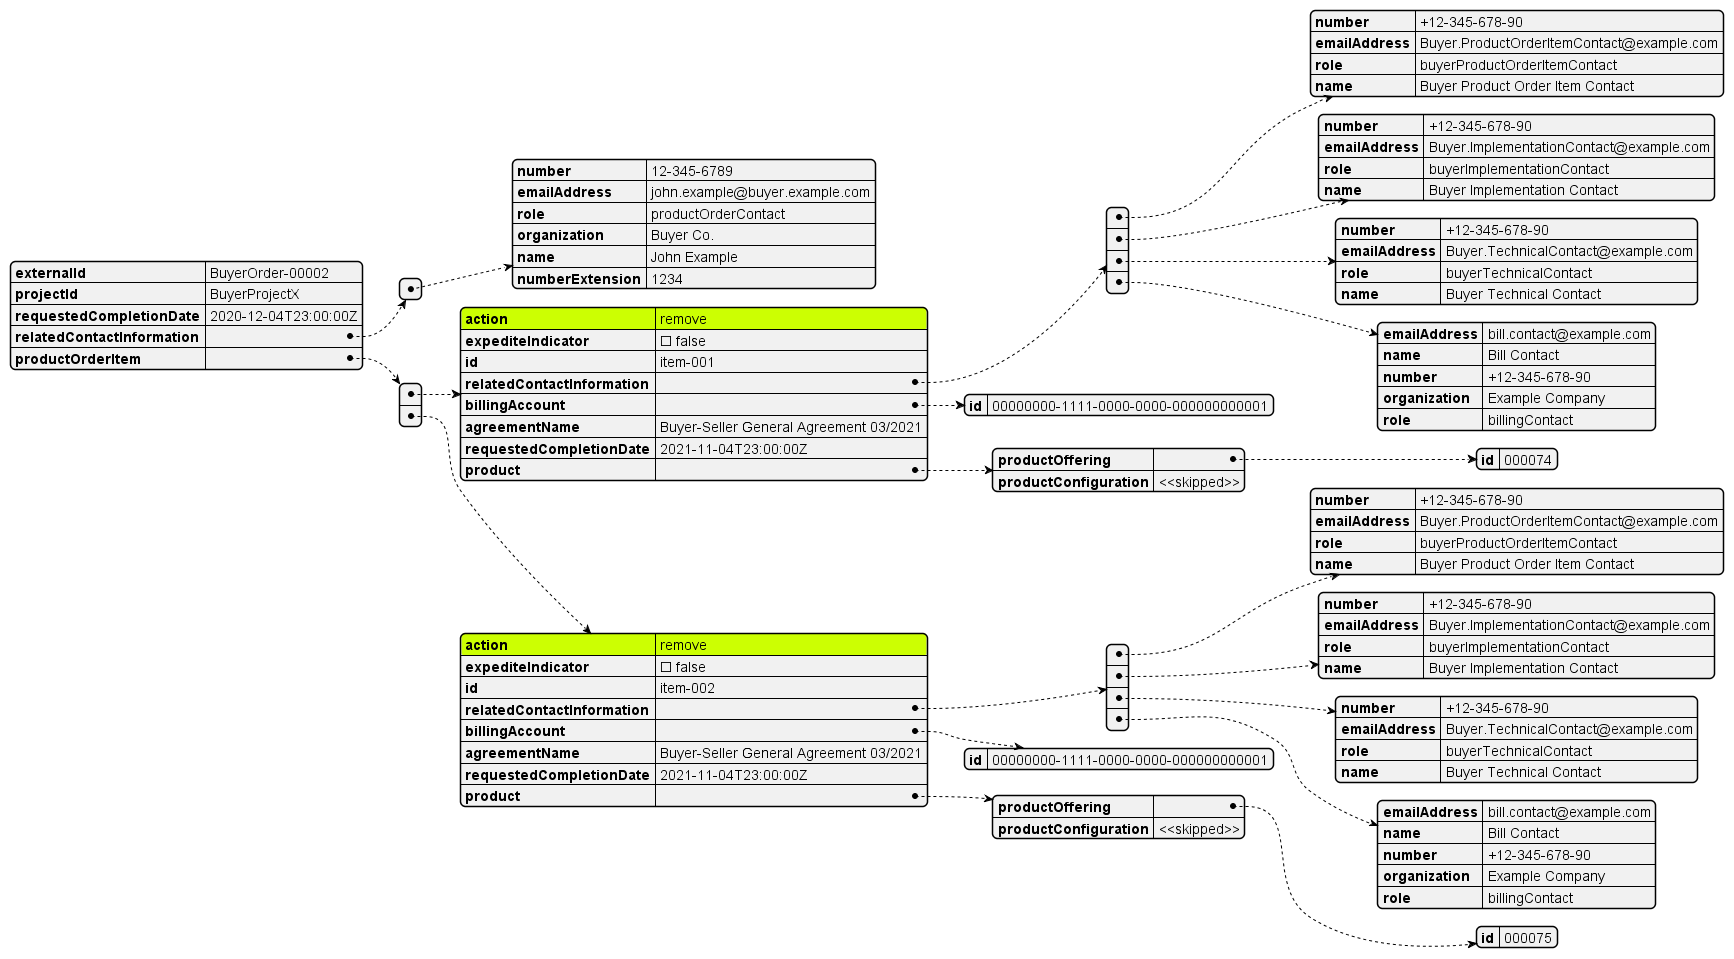 externalId BuyerOrder-00002
projectId BuyerProjectX
requestedCompletionDate 2020-12-04T23:00:00Z
relatedContactInformation
productOrderItem
number 12-345-6789
emailAddress john.example@buyer.example.com
role productOrderContact
organization Buyer Co.
name John Example
numberExtension 1234
action remove
expediteIndicator ☐ false
id item-001
relatedContactInformation
billingAccount
agreementName Buyer-Seller General Agreement 03/2021
requestedCompletionDate 2021-11-04T23:00:00Z
product
number +12-345-678-90
emailAddress Buyer.ProductOrderItemContact@example.com
role buyerProductOrderItemContact
name Buyer Product Order Item Contact
number +12-345-678-90
emailAddress Buyer.ImplementationContact@example.com
role buyerImplementationContact
name Buyer Implementation Contact
number +12-345-678-90
emailAddress Buyer.TechnicalContact@example.com
role buyerTechnicalContact
name Buyer Technical Contact
emailAddress bill.contact@example.com
name Bill Contact
number +12-345-678-90
organization Example Company
role billingContact
id 00000000-1111-0000-0000-000000000001
productOffering
productConfiguration <<skipped>>
id 000074
action remove
expediteIndicator ☐ false
id item-002
relatedContactInformation
billingAccount
agreementName Buyer-Seller General Agreement 03/2021
requestedCompletionDate 2021-11-04T23:00:00Z
product
number +12-345-678-90
emailAddress Buyer.ProductOrderItemContact@example.com
role buyerProductOrderItemContact
name Buyer Product Order Item Contact
number +12-345-678-90
emailAddress Buyer.ImplementationContact@example.com
role buyerImplementationContact
name Buyer Implementation Contact
number +12-345-678-90
emailAddress Buyer.TechnicalContact@example.com
role buyerTechnicalContact
name Buyer Technical Contact
emailAddress bill.contact@example.com
name Bill Contact
number +12-345-678-90
organization Example Company
role billingContact
id 00000000-1111-0000-0000-000000000001
productOffering
productConfiguration <<skipped>>
id 000075